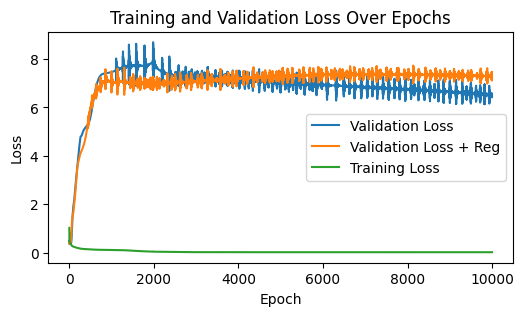 Training and Validation Loss Over Epochs
Loss
8
6
4
2
0
Validation Loss
Validation Loss + Reg
Training Loss
0 2000 4000 6000 8000 10000
Epoch